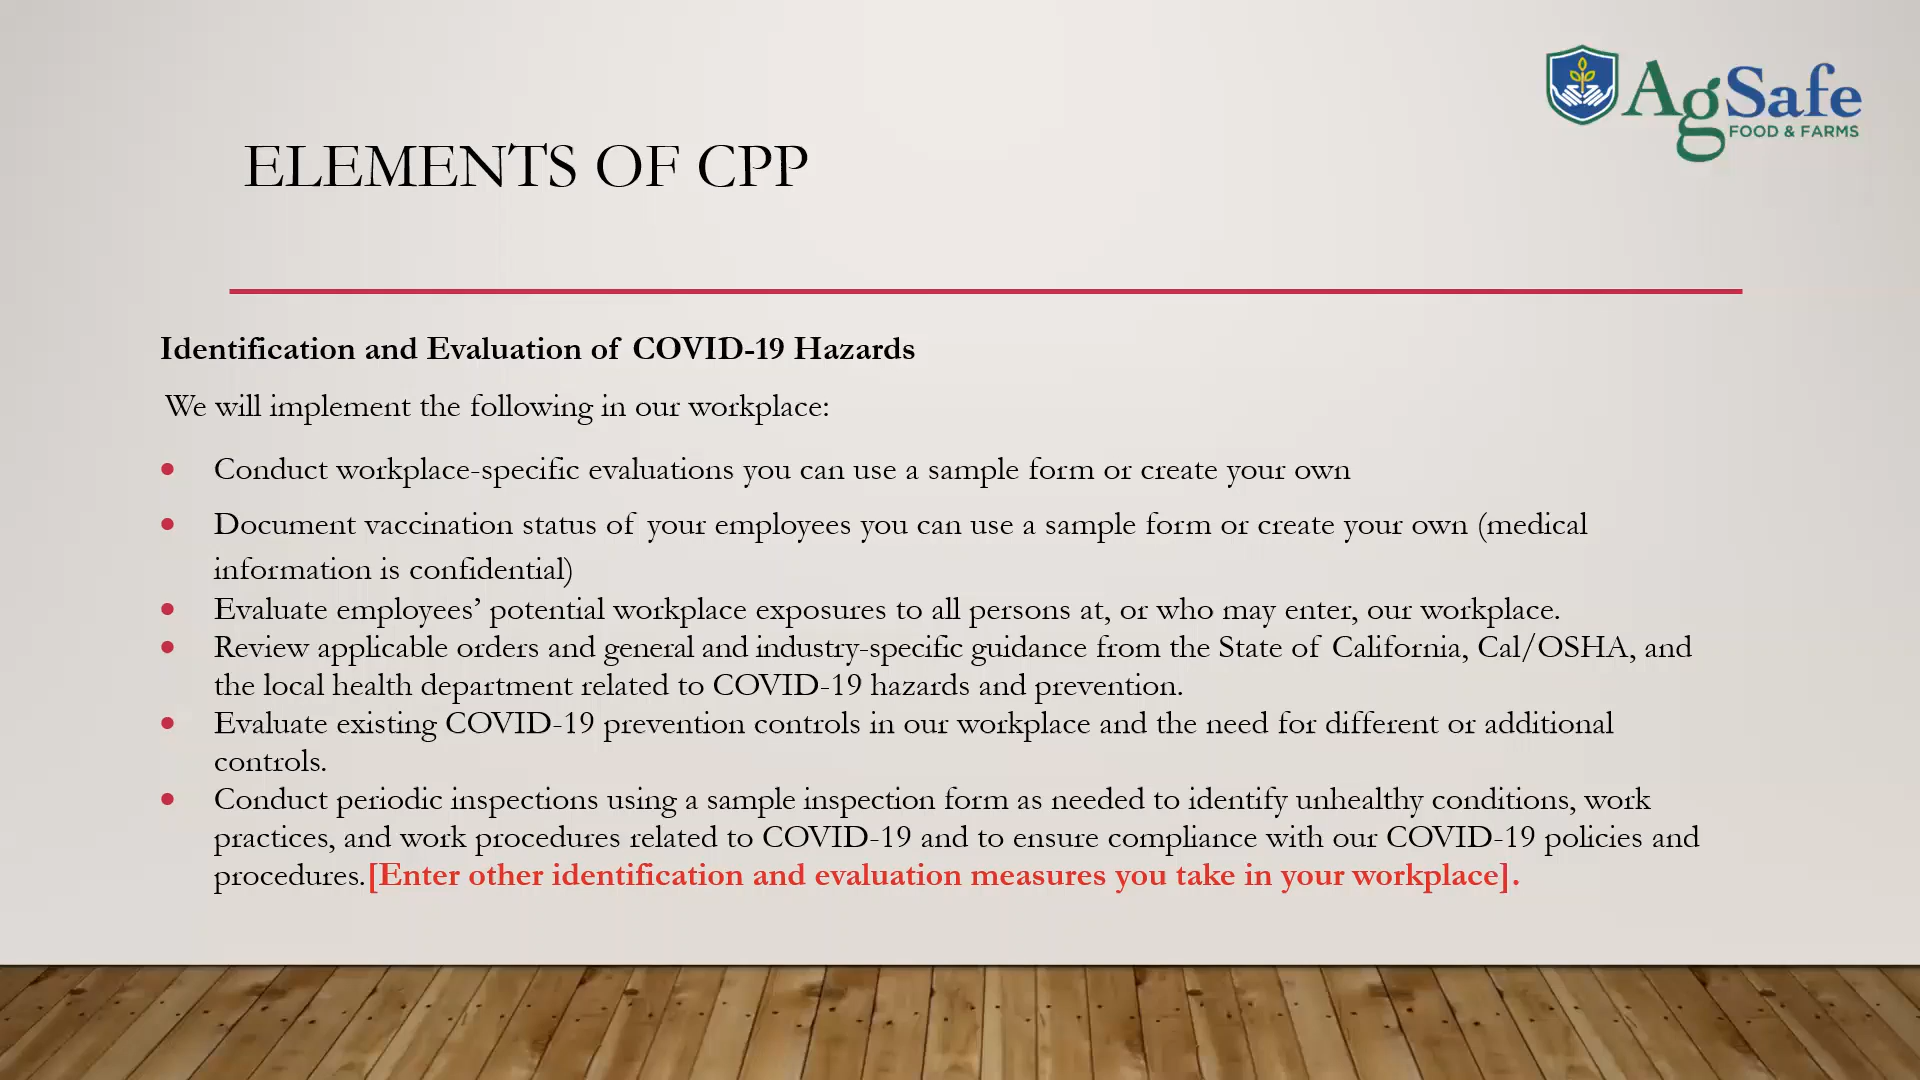 AgSafe
FOOD & FARMS
ELEMENTS OF CPP
Identification and Evaluation of COVID-19 Hazards
We will implement the following in our workplace:
• Conduct workplace-specific evaluations you can use a sample form or create your own
• Document vaccination status of your employees you can use a sample form or create your own (medical
information is confidential)
• Evaluate employees’ potential workplace exposures to all persons at, or who may enter, our workplace.
• Review applicable orders and general and industry-specific guidance from the State of California, Cal/OSHA, and
the local health department related to COVID-19 hazards and prevention.
• Evaluate existing COVID-19 prevention controls in our workplace and the need for different or additional
controls.
• Conduct periodic inspections using a sample inspection form as needed to identify unhealthy conditions, work
practices, and work procedures related to COVID-19 and to ensure compliance with our COVID-19 policies and
procedures.[Enter other identification and evaluation measures you take in your workplace].